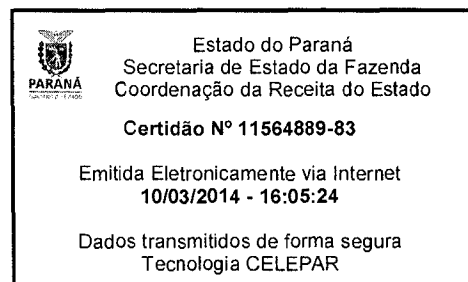 Estado do Paraná
Secretaria de Estado da Fazenda
PARANÁ
Coordenação da Receita do Estado
Certidão Nº 11564889-83
Emitida Eletronicamente via Internet
10/03/2014 - 16:05:24
Dados transmitidos de forma segura
Tecnologia CELEPAR